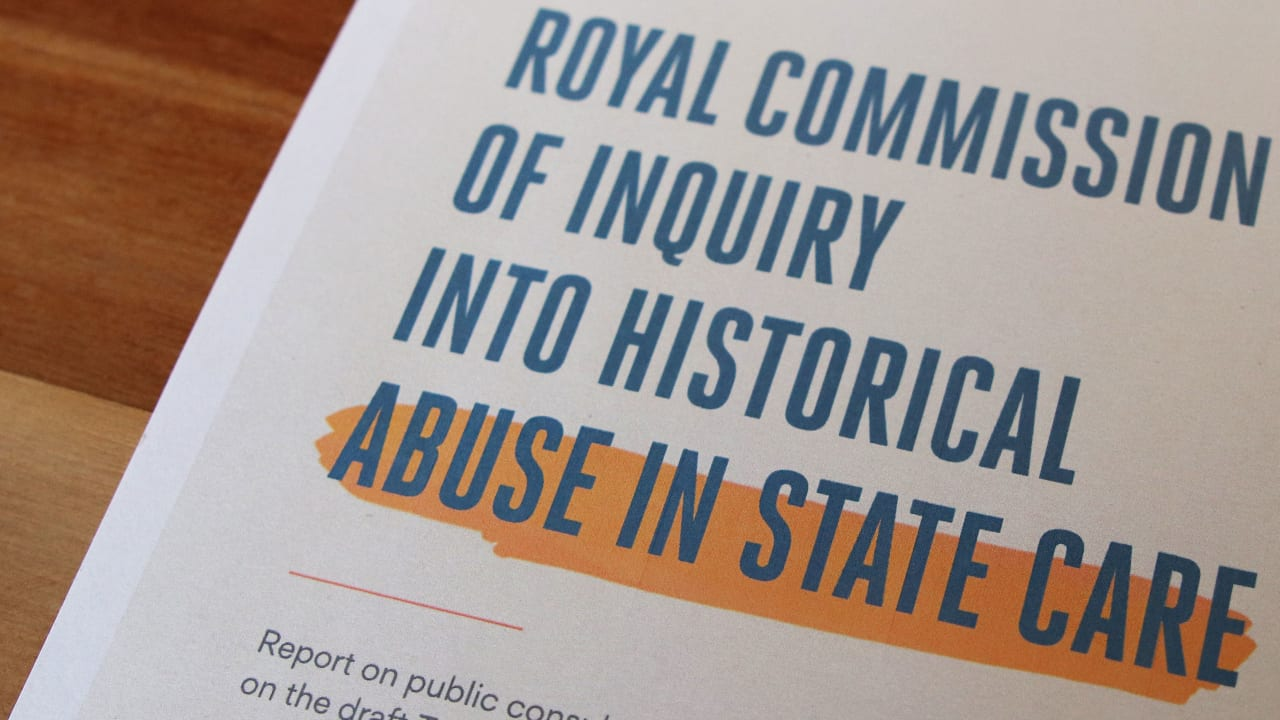 ROYAL COMMISSION
OF INQUIRY
INTO HISTORICAL
ABUSE IN STATE CARE
Report on public
on the draft